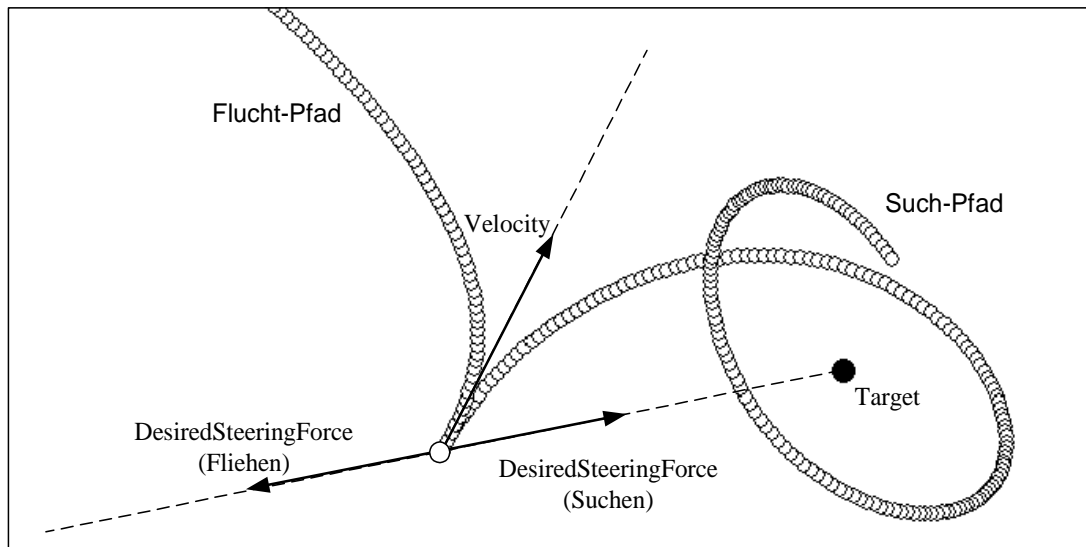 Flucht-Pfad
Such-Pfad
Velocity
Target
DesiredSteeringForce
(Fliehen)
DesiredSteeringForce
(Suchen)